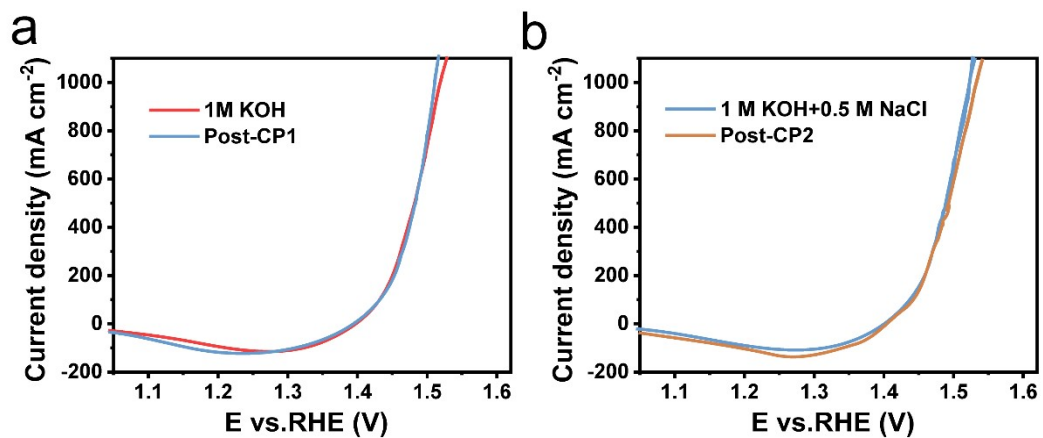 a
1000
800
600
400
200
0
-200
Current density (mA cm⁻²)
1M KOH
Post-CP1
1.1
1.2
1.3
1.4
1.5
1.6
E vs.RHE (V)
b
1000
800
600
400
200
0
-200
Current density (mA cm⁻²)
1 M KOH+0.5 M NaCl
Post-CP2
1.1
1.2
1.3
1.4
1.5
1.6
E vs.RHE (V)